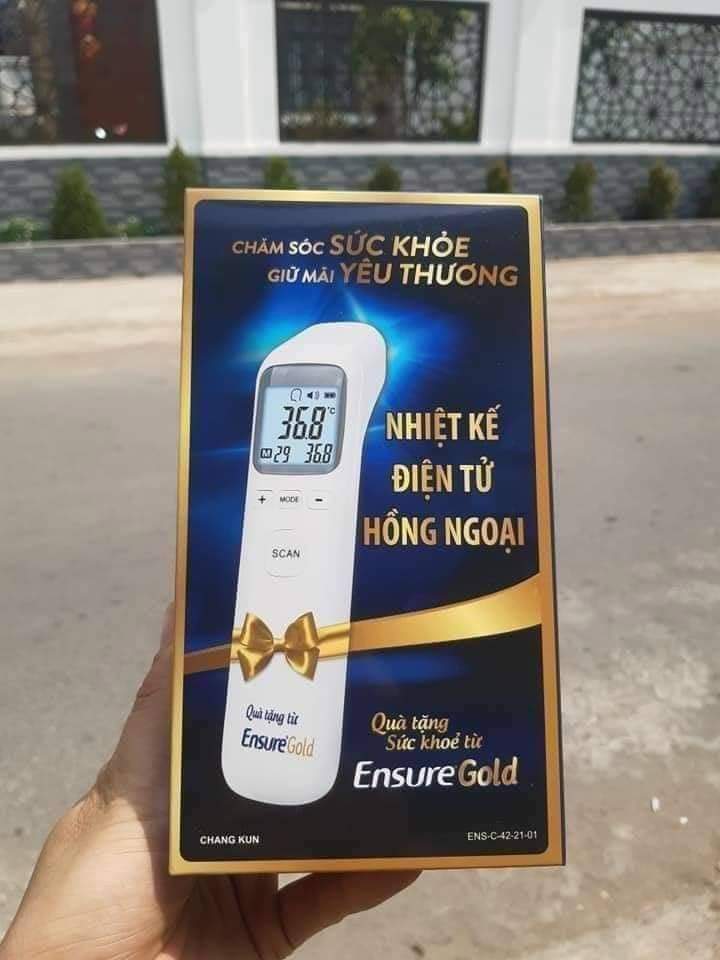 CHĂM SÓC SỨC KHỎE
GIỮ MÃI YÊU THƯƠNG
36.8 °C
M 29 36.8
+ MODE -
SCAN
NHIỆT KẾ
ĐIỆN TỬ
HỒNG NGOẠI
Quà tặng từ
Ensure Gold
Quà tặng
Sức khoẻ từ
Ensure Gold
CHANG KUN
ENS-C-42-21-01